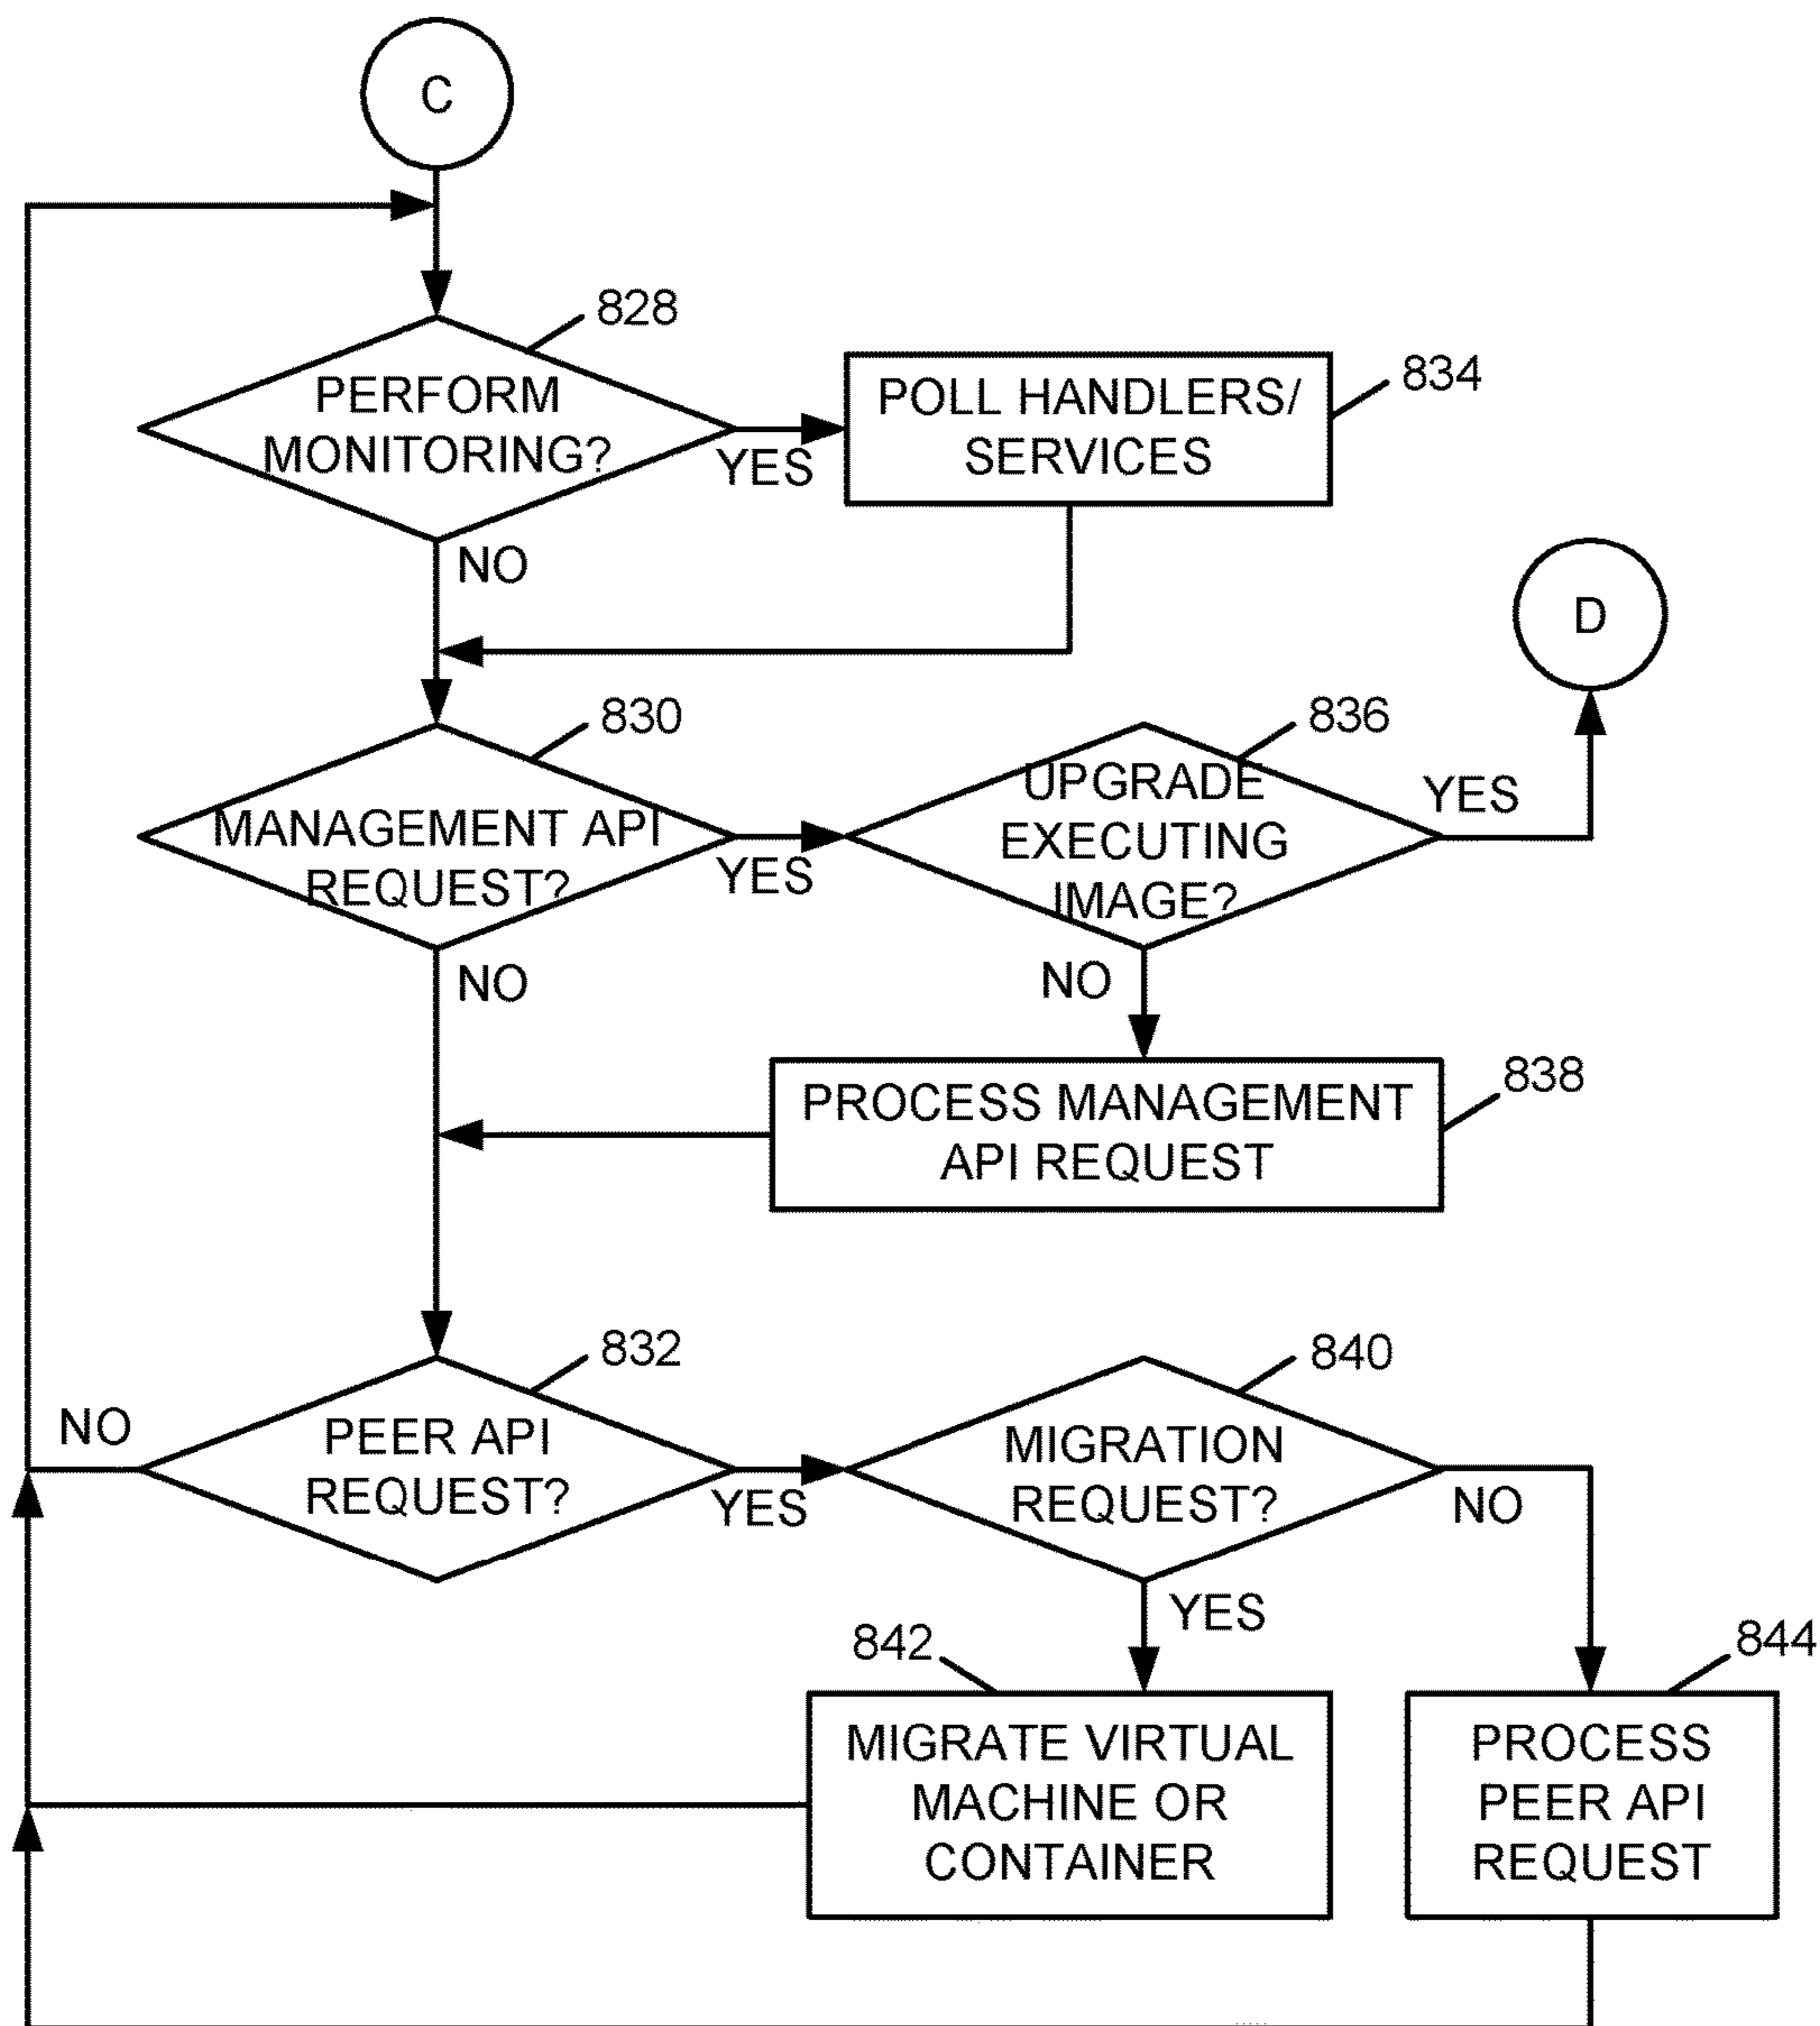 C
828
PERFORM
MONITORING?
YES
NO
POLL HANDLERS/
SERVICES
834
D
830
MANAGEMENT API
REQUEST?
YES
NO
836
UPGRADE
EXECUTING
IMAGE?
YES
NO
838
PROCESS MANAGEMENT
API REQUEST
832
PEER API
REQUEST?
NO
YES
840
MIGRATION
REQUEST?
NO
YES
842
MIGRATE VIRTUAL
MACHINE OR
CONTAINER
844
PROCESS
PEER API
REQUEST